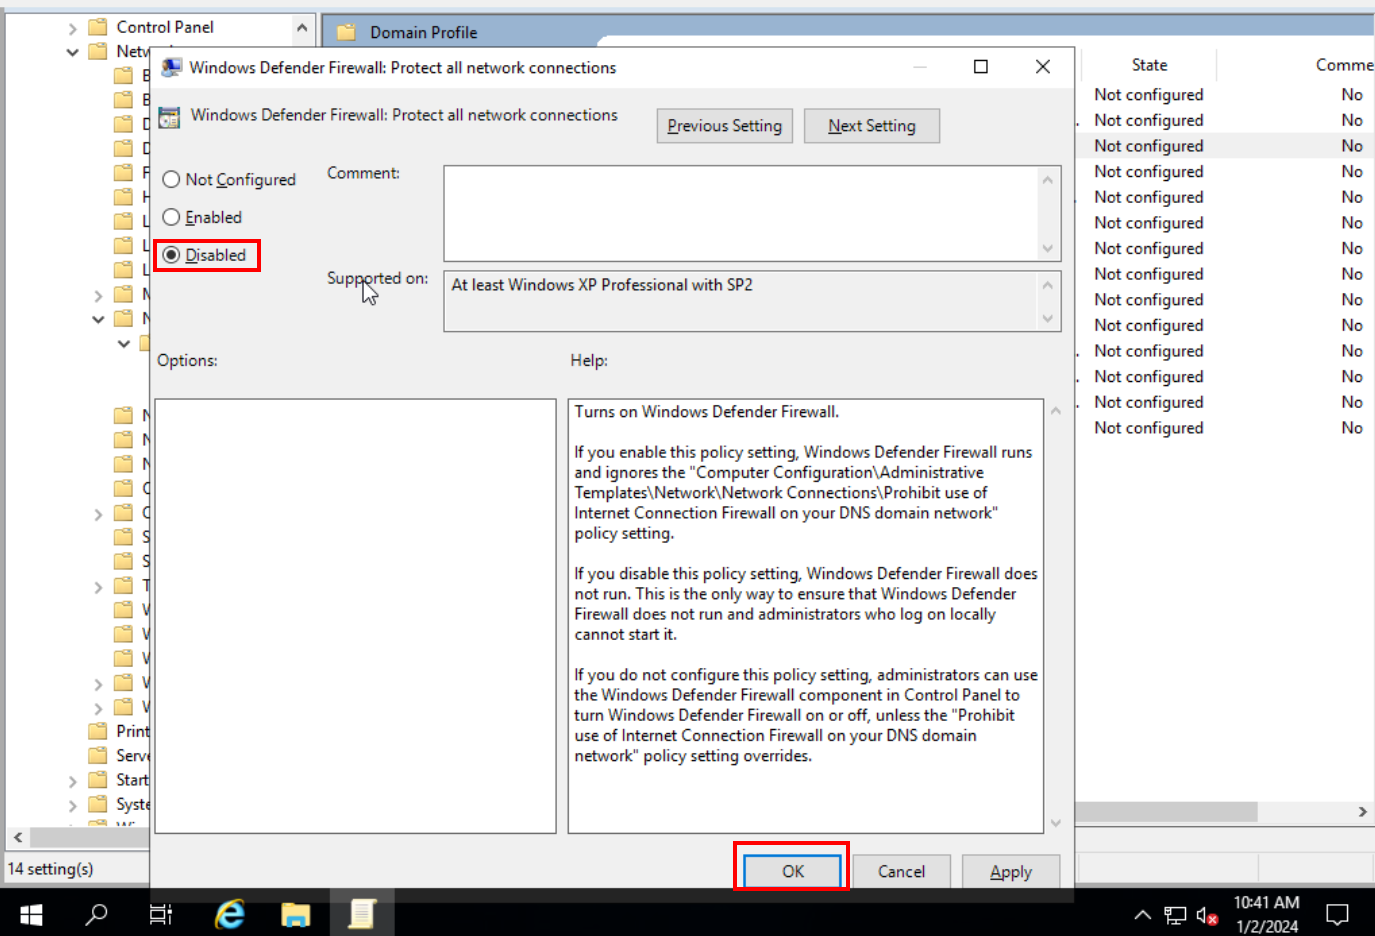 Control Panel
Domain Profile
Windows Defender Firewall: Protect all network connections
State
Comme
Windows Defender Firewall: Protect all network connections
Previous Setting
Next Setting
Not Configured
Enabled
Disabled
Comment:
Supported on:
At least Windows XP Professional with SP2
Options:
Help:
Turns on Windows Defender Firewall.
If you enable this policy setting, Windows Defender Firewall runs
and ignores the "Computer Configuration\Administrative
Templates\Network\Network Connections\Prohibit use of
Internet Connection Firewall on your DNS domain network"
policy setting.
If you disable this policy setting, Windows Defender Firewall does
not run. This is the only way to ensure that Windows Defender
Firewall does not run and administrators who log on locally
cannot start it.
If you do not configure this policy setting, administrators can use
the Windows Defender Firewall component in Control Panel to
turn Windows Defender Firewall on or off, unless the "Prohibit
use of Internet Connection Firewall on your DNS domain
network" policy setting overrides.
Not configured No
Not configured No
Not configured No
Not configured No
Not configured No
Not configured No
Not configured No
Not configured No
Not configured No
Not configured No
Not configured No
Not configured No
Not configured No
Not configured No
Print
Serve
Start
Syste
OK
Cancel
Apply
14 setting(s)
10:41 AM
1/2/2024